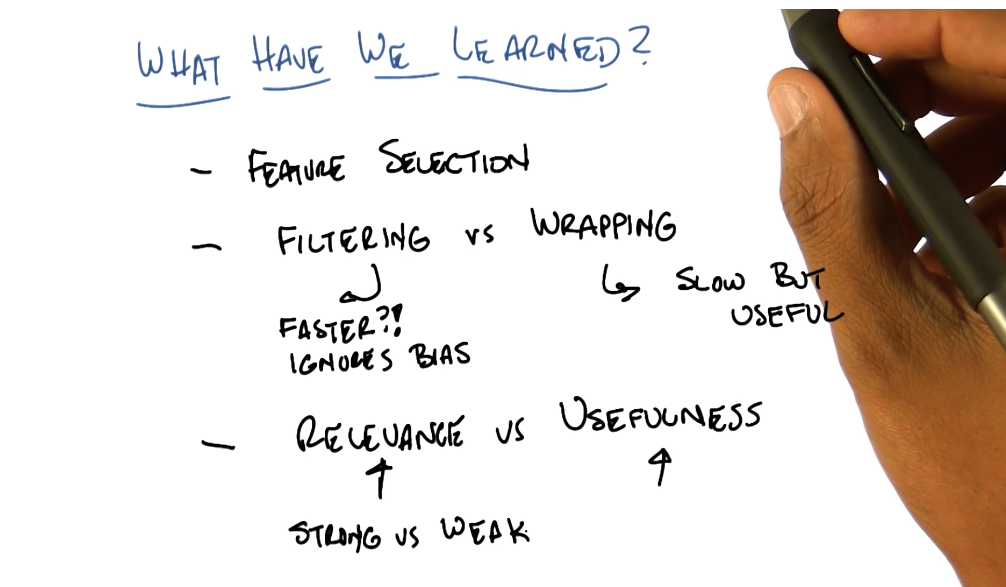 WHAT HAVE WE LEARNED?
- FEATURE SELECTION
- FILTERING vs WRAPPING
SLOW BUT
USEFUL
FASTER?!
IGNORES BIAS
- RELEVANCE vs USEFULNESS
STRONG vs WEAK